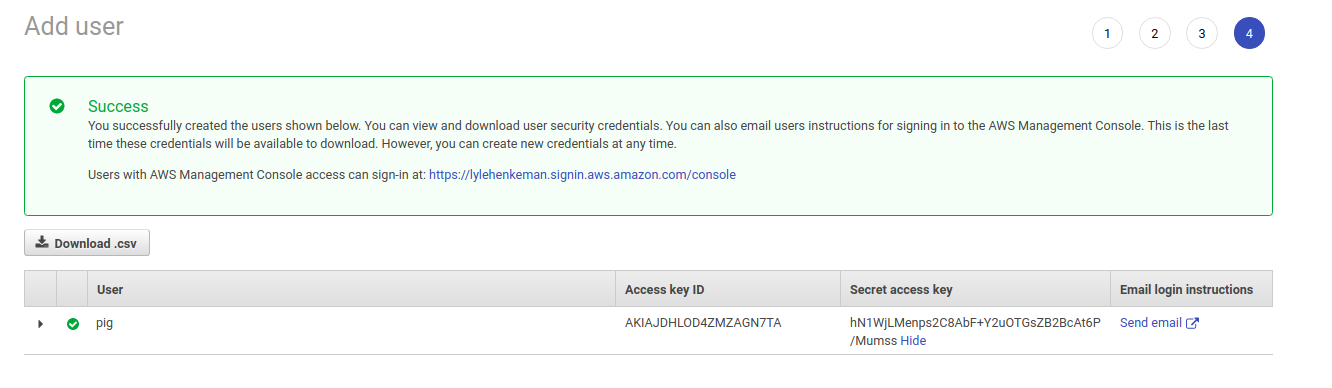 Add user
1 2 3 4
Success
You successfully created the users shown below. You can view and download user security credentials. You can also email users instructions for signing in to the AWS Management Console. This is the last
time these credentials will be available to download. However, you can create new credentials at any time.
Users with AWS Management Console access can sign-in at: https://lylehenkeman.signin.aws.amazon.com/console
Download .csv
User Access key ID Secret access key Email login instructions
pig AKIAJDHLOD4ZMZAGN7TA hN1WjLMenps2C8AbF+Y2uOTGsZB2BcAt6P Send email
/Mumss Hide